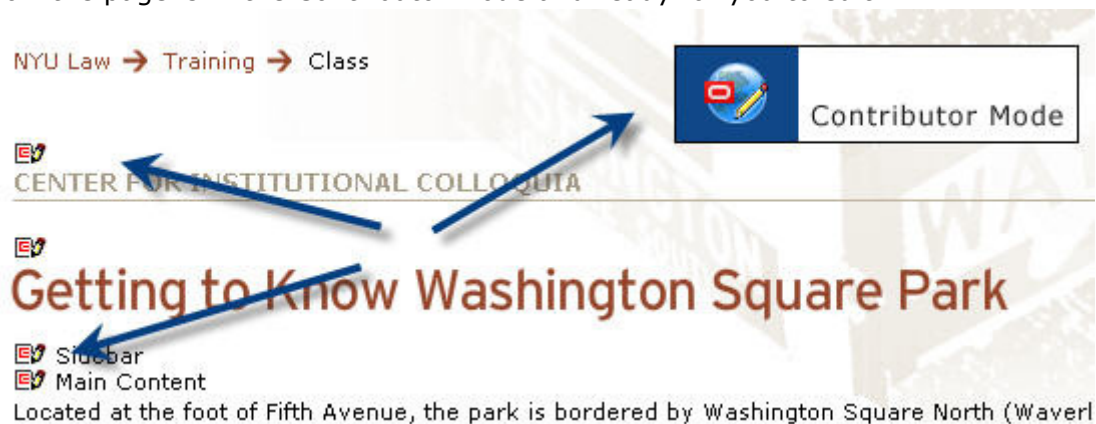 NYU Law → Training → Class
Contributor Mode
CENTER FOR INSTITUTIONAL COLLOQUIA
Getting to Know Washington Square Park
Sidebar
Main Content
Located at the foot of Fifth Avenue, the park is bordered by Washington Square North (Waverl